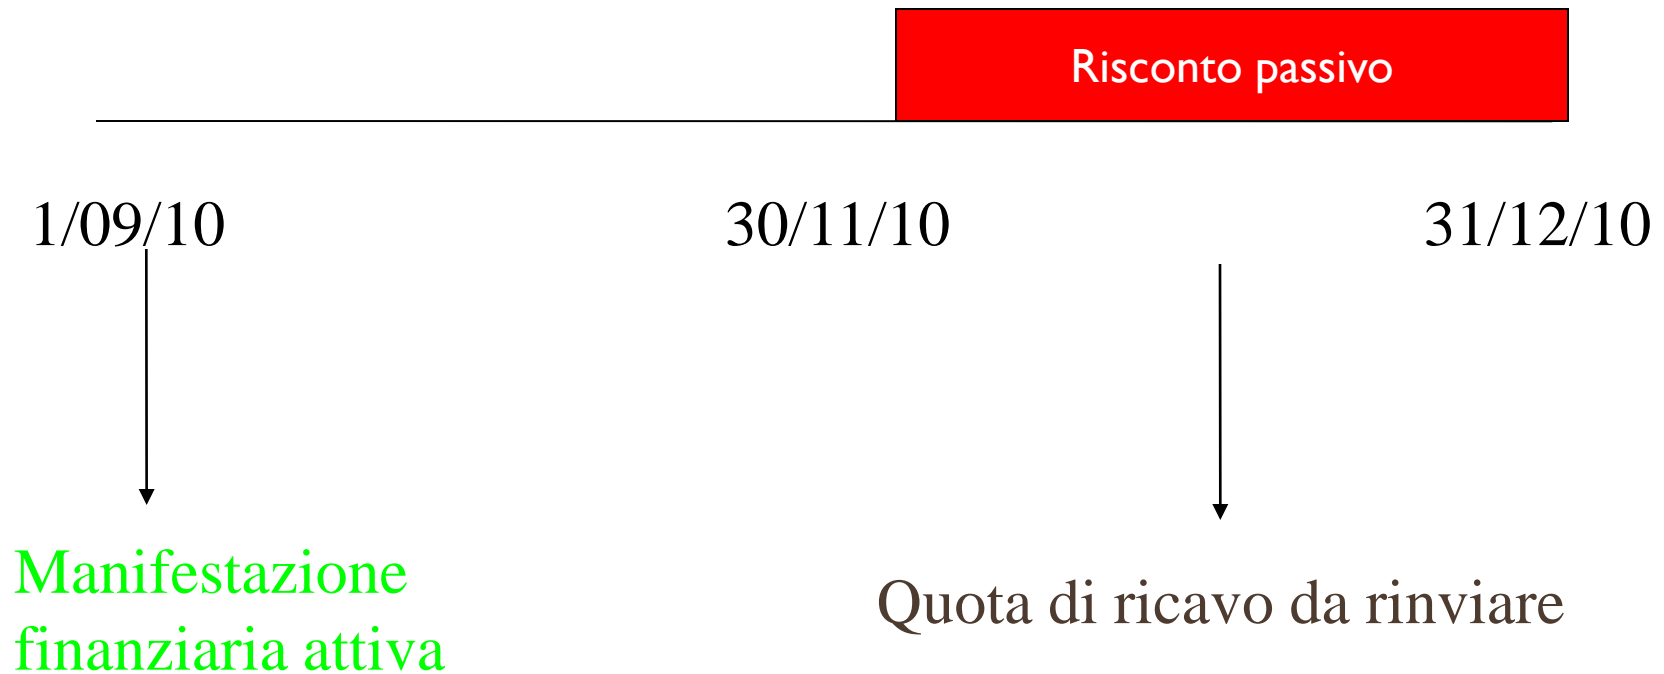 Risconto passivo
1/09/10 30/11/10 31/12/10
Manifestazione
finanziaria attiva
Quota di ricavo da rinviare